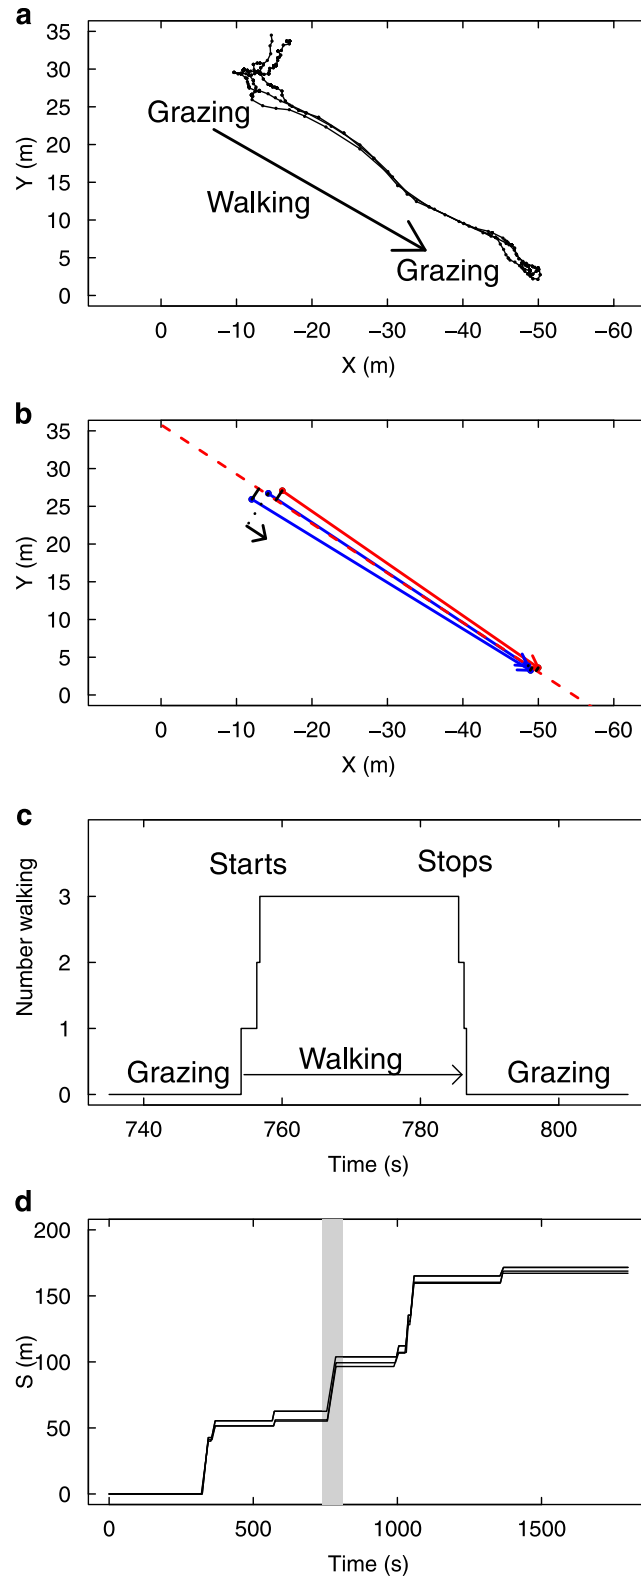 a
35
30
25
20
15
10
5
0
Y (m)
Grazing
Walking
Grazing
0 −10 −20 −30 −40 −50 −60
X (m)
b
35
30
25
20
15
10
5
0
Y (m)
0 −10 −20 −30 −40 −50 −60
X (m)
c
Starts Stops
3
2
1
0
Number walking
Grazing Walking Grazing
740 760 780 800
Time (s)
d
200
150
100
50
0
S (m)
0 500 1000 1500
Time (s)